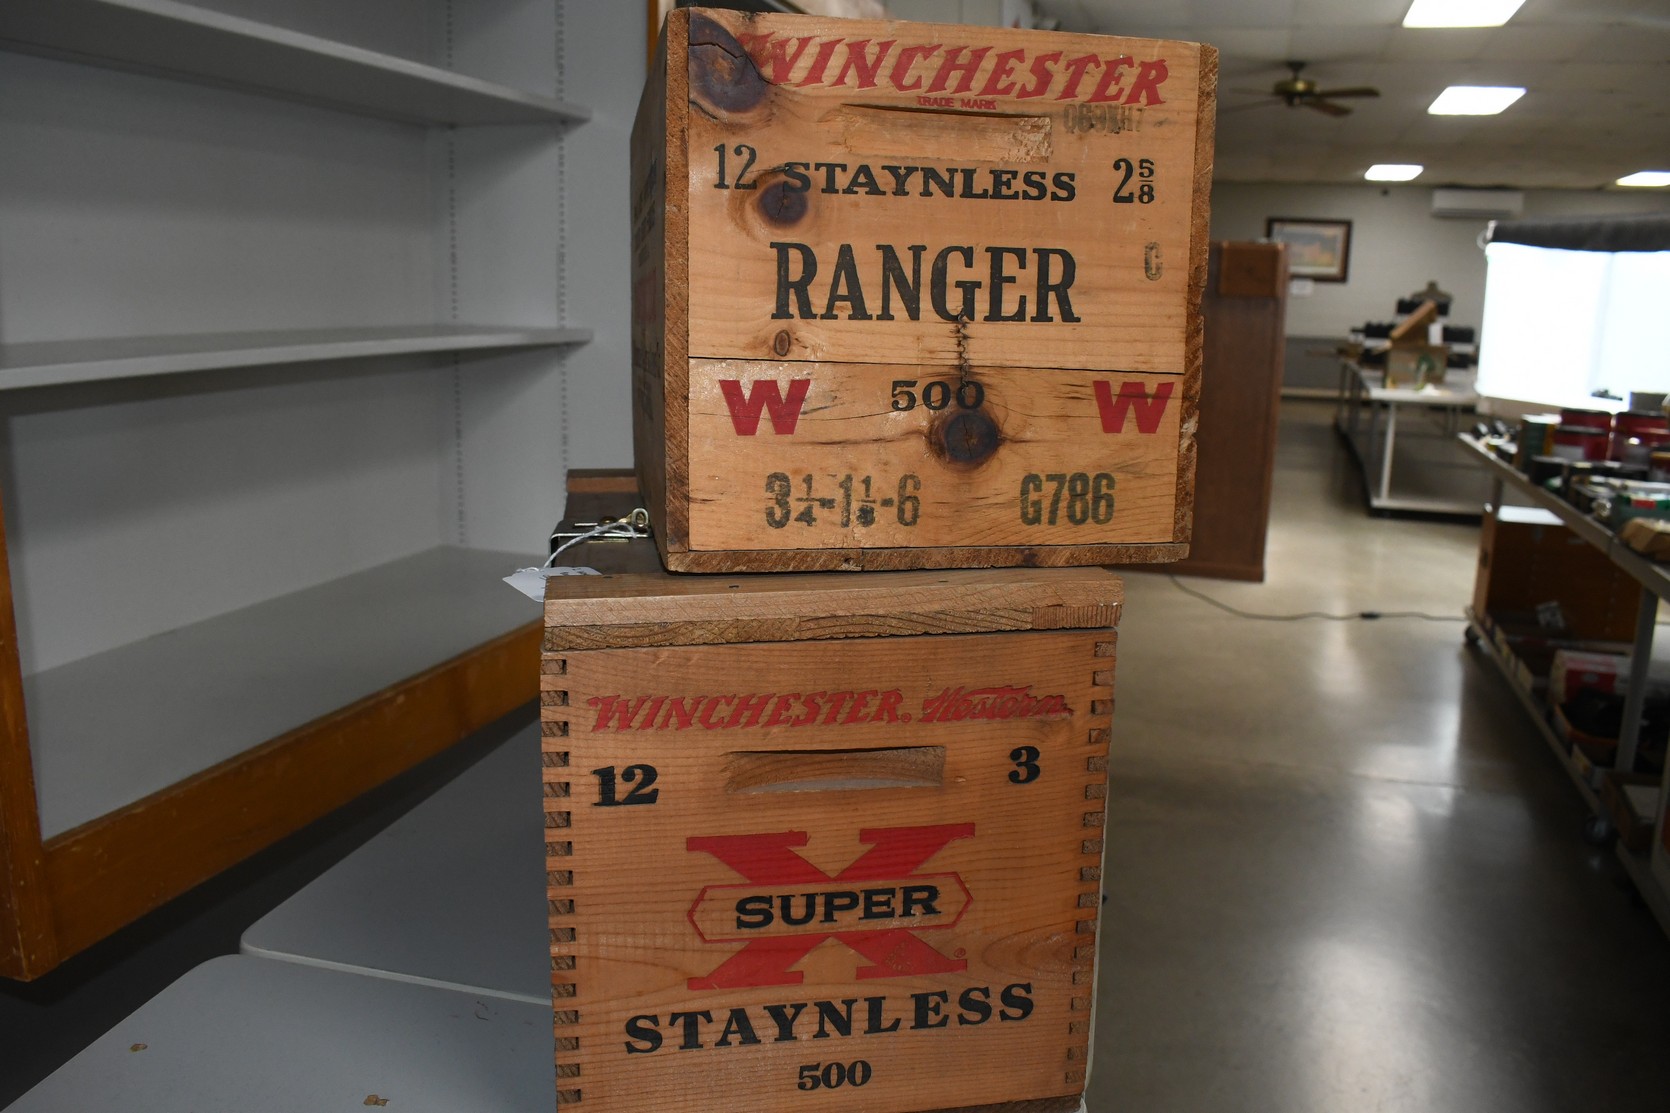 WINCHESTER
TRADE MARK
12 STAYNLESS 2 5/8
RANGER
G
W 500 W
3 1/4-1 1/8-6 G786
WINCHESTER® Western
12 3
X
SUPER
®
STAYNLESS
500